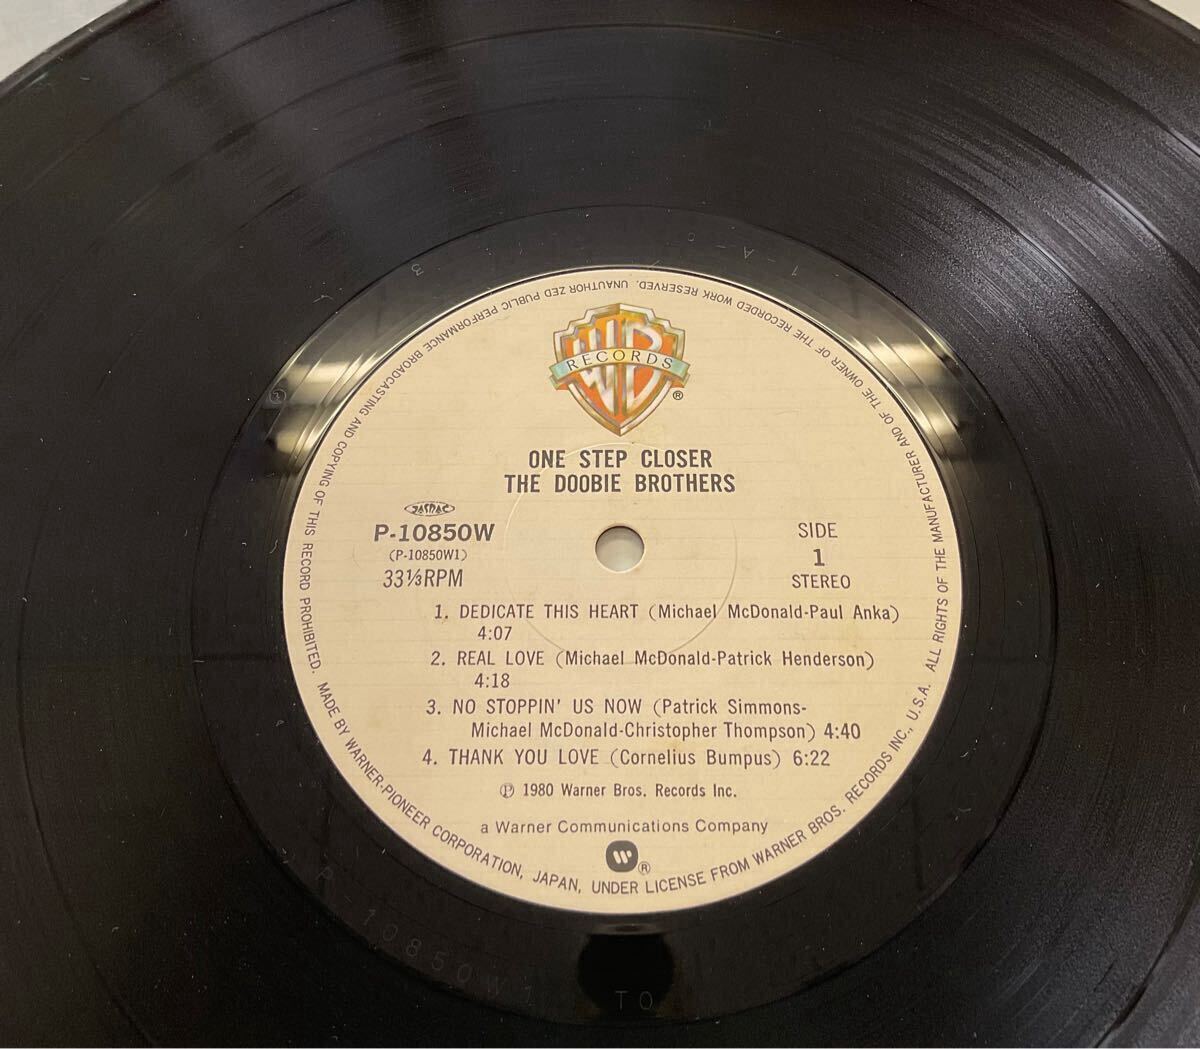 WB
RECORDS
®
ONE STEP CLOSER
THE DOOBIE BROTHERS
JASRAC
P-10850W
(P-10850W1)
33⅓RPM
SIDE
1
STEREO
1. DEDICATE THIS HEART (Michael McDonald-Paul Anka)
4:07
2. REAL LOVE (Michael McDonald-Patrick Henderson)
4:18
3. NO STOPPIN' US NOW (Patrick Simmons-
Michael McDonald-Christopher Thompson) 4:40
4. THANK YOU LOVE (Cornelius Bumpus) 6:22
Ⓟ 1980 Warner Bros. Records Inc.
a Warner Communications Company
®
MADE BY WARNER-PIONEER CORPORATION, JAPAN, UNDER LICENSE FROM WARNER BROS. RECORDS INC., U.S.A. ALL RIGHTS OF THE MANUFACTURER AND OF THE OWNER OF THE RECORDED WORK RESERVED. UNAUTHOR ZED PUBLIC PERFORMANCE BROADCASTING AND COPYING OF THIS RECORD PROHIBITED.
P-10850W1 TO
1-A-